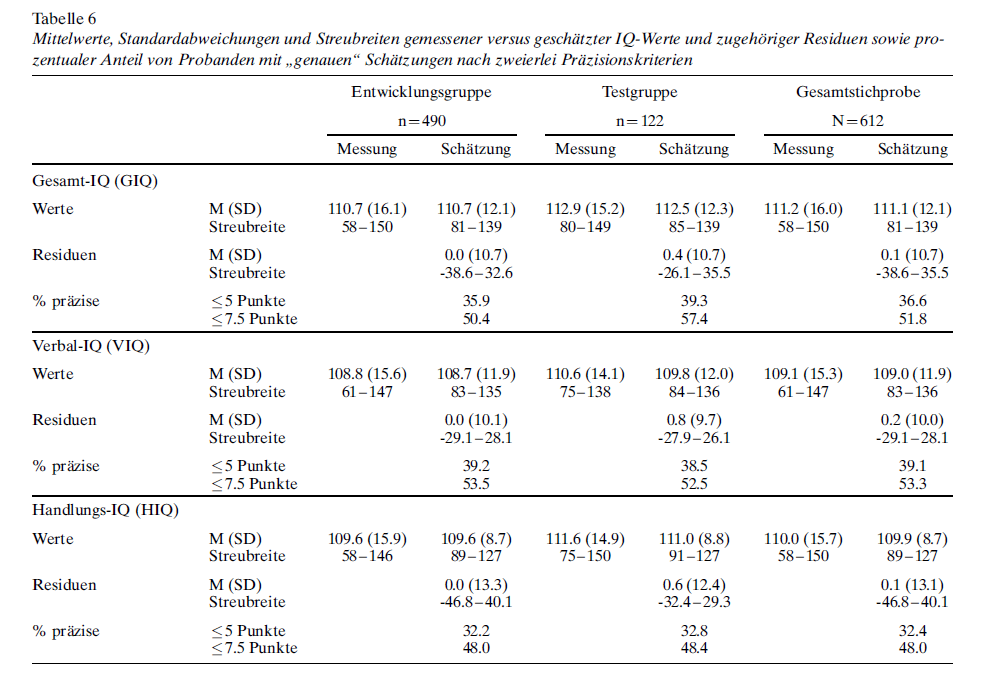 Tabelle 6
Mittelwerte, Standardabweichungen und Streubreiten gemessener versus geschätzter IQ-Werte und zugehöriger Residuen sowie pro-
zentualer Anteil von Probanden mit „genauen“ Schätzungen nach zweierlei Präzisionskriterien
Entwicklungsgruppe Testgruppe Gesamtstichprobe
n=490 n=122 N=612
Messung Schätzung Messung Schätzung Messung Schätzung
Gesamt-IQ (GIQ)
Werte M (SD) 110.7 (16.1) 110.7 (12.1) 112.9 (15.2) 112.5 (12.3) 111.2 (16.0) 111.1 (12.1)
Streubreite 58–150 81–139 80–149 85–139 58–150 81–139
Residuen M (SD) 0.0 (10.7) 0.4 (10.7) 0.1 (10.7)
Streubreite -38.6–32.6 -26.1–35.5 -38.6–35.5
% präzise ≤5 Punkte 35.9 39.3 36.6
≤7.5 Punkte 50.4 57.4 51.8
Verbal-IQ (VIQ)
Werte M (SD) 108.8 (15.6) 108.7 (11.9) 110.6 (14.1) 109.8 (12.0) 109.1 (15.3) 109.0 (11.9)
Streubreite 61–147 83–135 75–138 84–136 61–147 83–136
Residuen M (SD) 0.0 (10.1) 0.8 (9.7) 0.2 (10.0)
Streubreite -29.1–28.1 -27.9–26.1 -29.1–28.1
% präzise ≤5 Punkte 39.2 38.5 39.1
≤7.5 Punkte 53.5 52.5 53.3
Handlungs-IQ (HIQ)
Werte M (SD) 109.6 (15.9) 109.6 (8.7) 111.6 (14.9) 111.0 (8.8) 110.0 (15.7) 109.9 (8.7)
Streubreite 58–146 89–127 75–150 91–127 58–150 89–127
Residuen M (SD) 0.0 (13.3) 0.6 (12.4) 0.1 (13.1)
Streubreite -46.8–40.1 -32.4–29.3 -46.8–40.1
% präzise ≤5 Punkte 32.2 32.8 32.4
≤7.5 Punkte 48.0 48.4 48.0